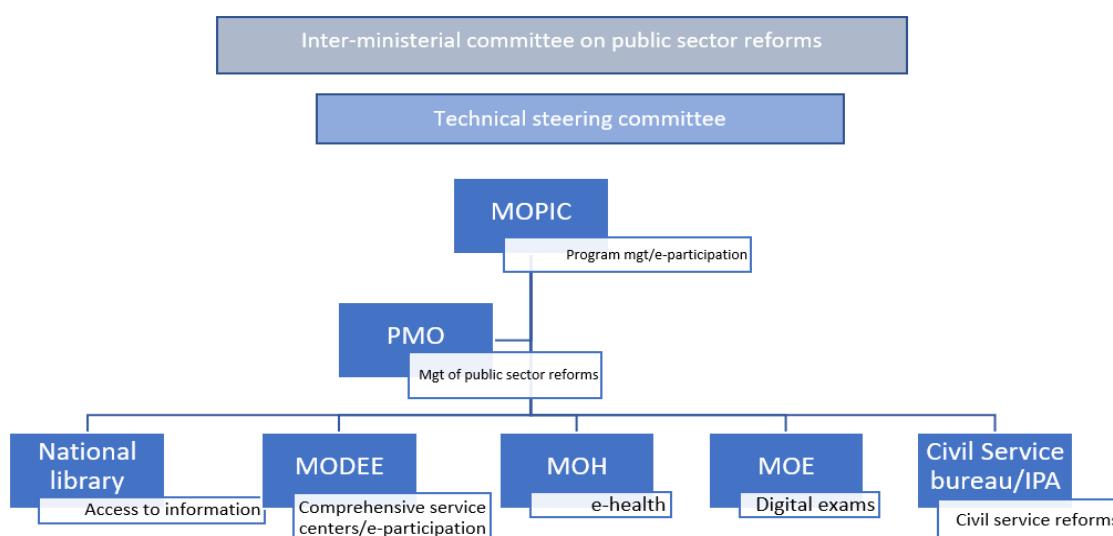 Inter-ministerial committee on public sector reforms
Technical steering committee
MOPIC
Program mgt/e-participation
PMO
Mgt of public sector reforms
National
library
Access to information
MODEE
Comprehensive service
centers/e-participation
MOH
e-health
MOE
Digital exams
Civil Service
bureau/IPA
Civil service reforms